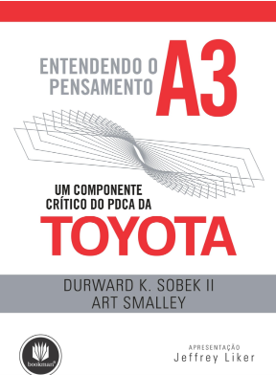 ENTENDENDO O
PENSAMENTO
A3
UM COMPONENTE
CRÍTICO DO PDCA DA
TOYOTA
DURWARD K. SOBEK II
ART SMALLEY
bookman
APRESENTAÇÃO
Jeffrey Liker